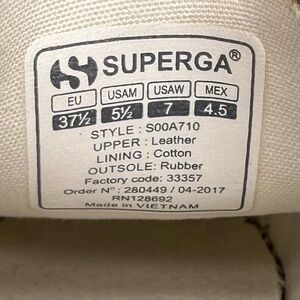 SUPERGA®
EU USAM USAW MEX
37½ 5½ 7 4.5
STYLE : S00A710
UPPER : Leather
LINING : Cotton
OUTSOLE: Rubber
Factory code: 33357
Order N° : 280449 / 04-2017
RN128692
Made in VIETNAM